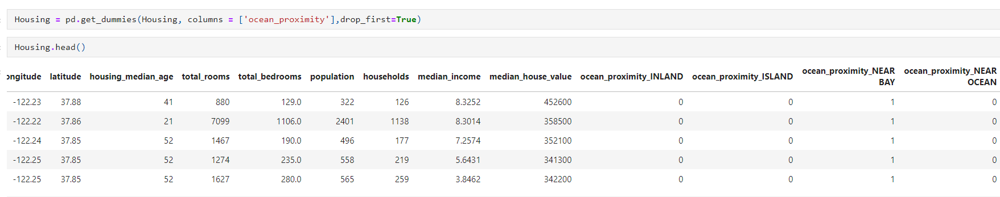 Housing = pd.get_dummies(Housing, columns = ['ocean_proximity'],drop_first=True)
Housing.head()
ongitude latitude housing_median_age total_rooms total_bedrooms population households median_income median_house_value ocean_proximity_INLAND ocean_proximity_ISLAND ocean_proximity_NEAR BAY ocean_proximity_NEAR OCEAN
-122.23 37.88 41 880 129.0 322 126 8.3252 452600 0 0 1 0
-122.22 37.86 21 7099 1106.0 2401 1138 8.3014 358500 0 0 1 0
-122.24 37.85 52 1467 190.0 496 177 7.2574 352100 0 0 1 0
-122.25 37.85 52 1274 235.0 558 219 5.6431 341300 0 0 1 0
-122.25 37.85 52 1627 280.0 565 259 3.8462 342200 0 0 1 0